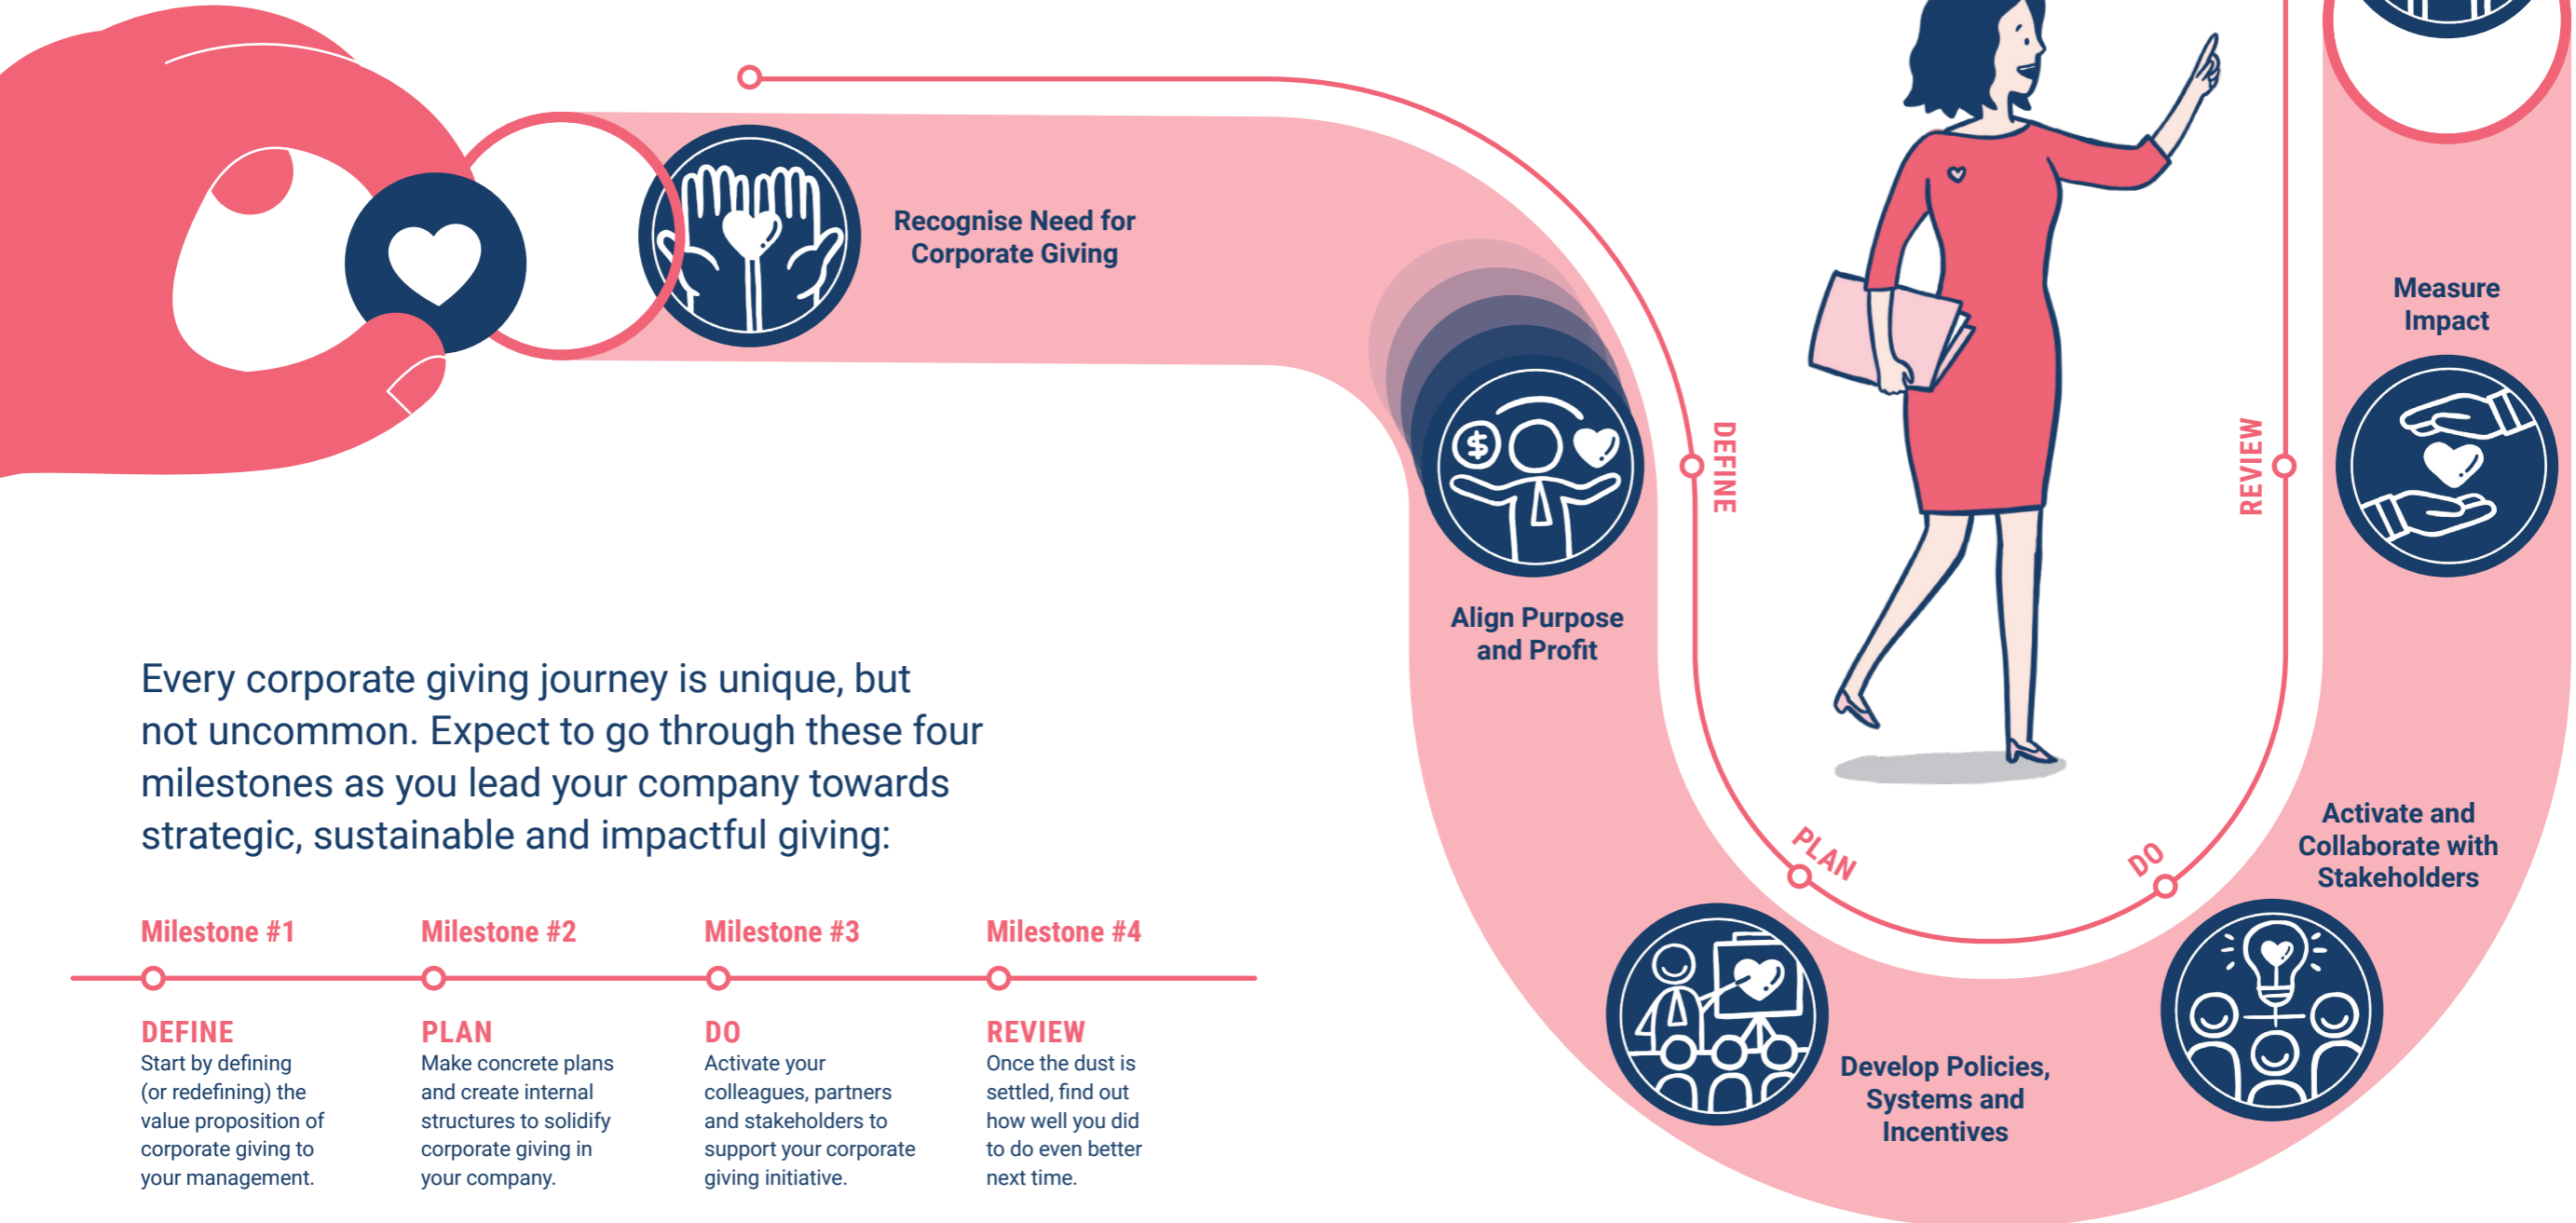 Recognise Need for
Corporate Giving
$
Align Purpose
and Profit
DEFINE
REVIEW
Measure
Impact
PLAN
DO
Activate and
Collaborate with
Stakeholders
Develop Policies,
Systems and
Incentives
Every corporate giving journey is unique, but
not uncommon. Expect to go through these four
milestones as you lead your company towards
strategic, sustainable and impactful giving:
Milestone #1
DEFINE
Start by defining
(or redefining) the
value proposition of
corporate giving to
your management.
Milestone #2
PLAN
Make concrete plans
and create internal
structures to solidify
corporate giving in
your company.
Milestone #3
DO
Activate your
colleagues, partners
and stakeholders to
support your corporate
giving initiative.
Milestone #4
REVIEW
Once the dust is
settled, find out
how well you did
to do even better
next time.